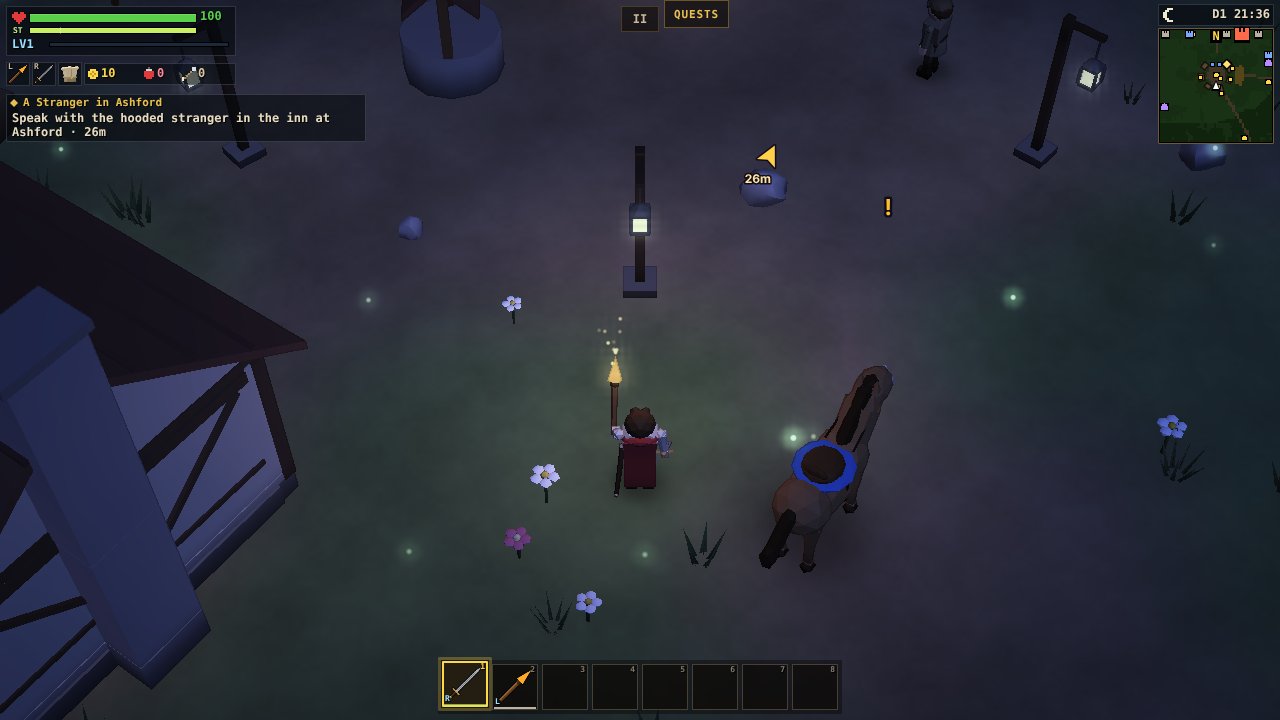 100
ST
LV1
L
R
10
0
0
◆ A Stranger in Ashford
Speak with the hooded stranger in the inn at
Ashford · 26m
II
QUESTS
D1 21:36
N
26m
!
1
R
2
L
3
4
5
6
7
8